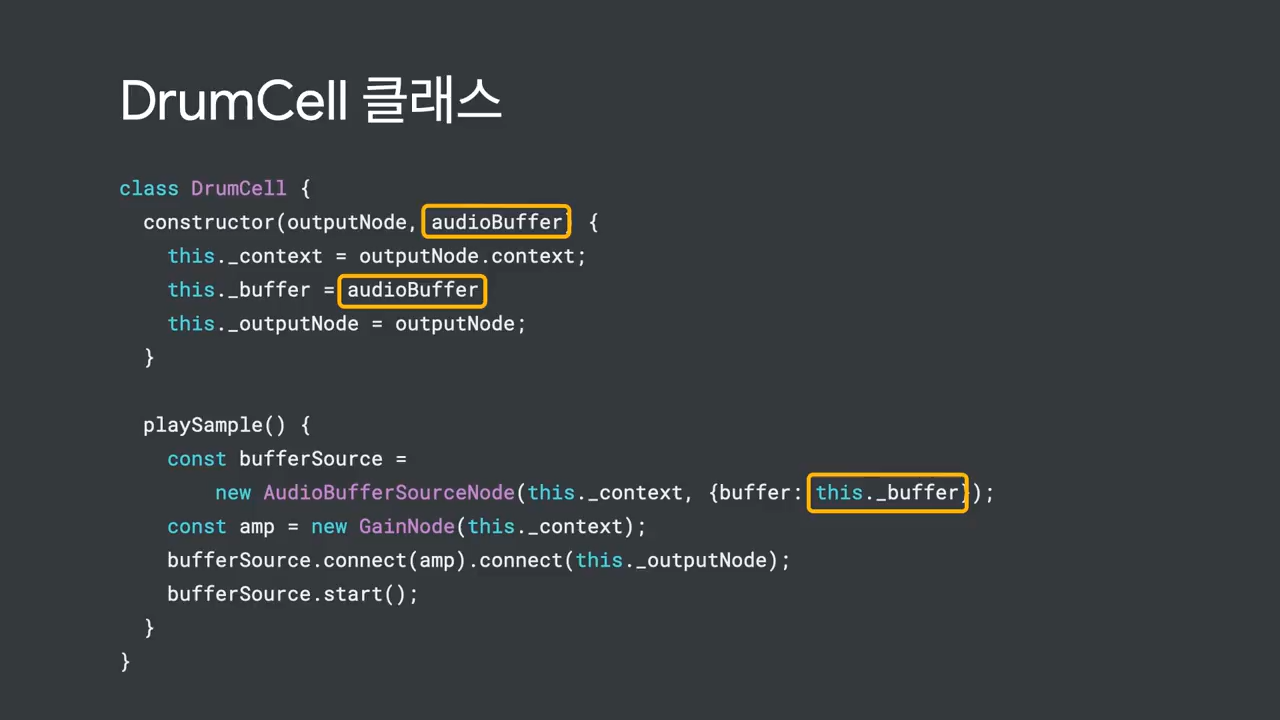 DrumCell 클래스
class DrumCell {
constructor(outputNode, audioBuffer) {
this._context = outputNode.context;
this._buffer = audioBuffer
this._outputNode = outputNode;
}
playSample() {
const bufferSource =
new AudioBufferSourceNode(this._context, {buffer: this._buffer});
const amp = new GainNode(this._context);
bufferSource.connect(amp).connect(this._outputNode);
bufferSource.start();
}
}